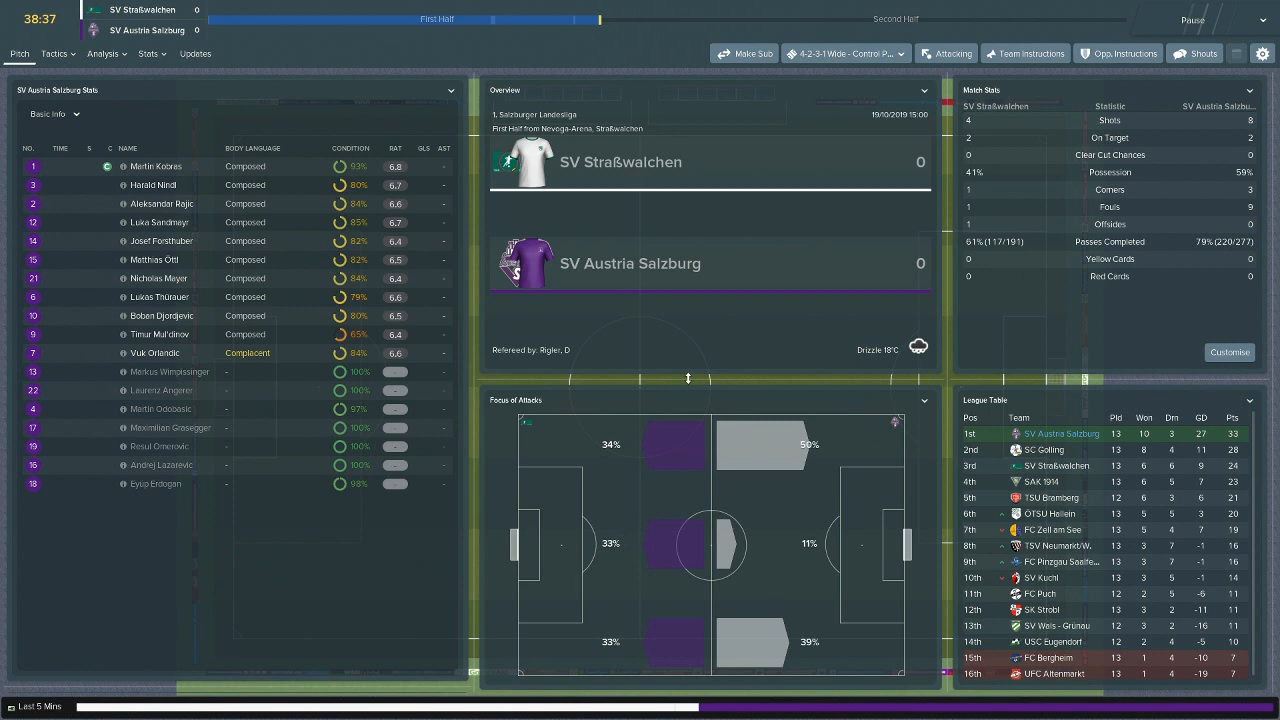 38:37
SV Straßwalchen 0
SV Austria Salzburg 0
First Half
Second Half
Pause
Pitch Tactics Analysis Stats Updates
Make Sub 4-2-3-1 Wide - Control P... Attacking Team Instructions Opp. Instructions Shouts
SV Austria Salzburg Stats
Basic Info
NO. TIME S C NAME BODY LANGUAGE CONDITION RAT GLS AST
1 C Martin Kobras Composed 93% 6.8 -
3 Harald Nindl Composed 80% 6.7 -
2 Aleksandar Rajic Composed 84% 6.6 -
12 Luka Sandmayr Composed 85% 6.7 -
14 Josef Forsthuber Composed 82% 6.4 -
15 Matthias Öttl Composed 82% 6.5 -
21 Nicholas Mayer Composed 84% 6.4 -
6 Lukas Thürauer Composed 79% 6.6 -
10 Boban Djordjevic Composed 80% 6.5 -
9 Timur Mul'dinov Composed 65% 6.4 -
7 Vuk Orlandic Complacent 84% 6.6 -
13 Markus Wimpissinger - 100% - -
22 Laurenz Angerer - 100% - -
4 Martin Odobasic - 97% - -
17 Maximilian Grasegger - 100% - -
19 Resul Omerovic - 100% - -
16 Andrej Lazarevic - 100% - -
18 Eyup Erdogan - 98% - -
Overview
1. Salzburger Landesliga 19/10/2019 15:00
First Half from Nevoga-Arena, Straßwalchen
SV Straßwalchen 0
SV Austria Salzburg 0
Refereed by: Rigler, D Drizzle 18°C
Focus of Attacks
34% 50%
33% 11%
33% 39%
Match Stats
SV Straßwalchen Statistic SV Austria Salzbu...
4 Shots 8
2 On Target 2
0 Clear Cut Chances 0
41% Possession 59%
1 Corners 3
1 Fouls 9
1 Offsides 0
61% (117/191) Passes Completed 79% (220/277)
0 Yellow Cards 0
0 Red Cards 0
Customise
League Table
Pos Team Pld Won Drn GD Pts
1st SV Austria Salzburg 13 10 3 27 33
2nd SC Golling 13 8 4 11 28
3rd SV Straßwalchen 13 6 6 9 24
4th SAK 1914 13 6 5 7 23
5th TSU Bramberg 12 6 3 6 21
6th ÖTSU Hallein 13 5 5 3 20
7th FC Zell am See 13 5 4 7 19
8th TSV Neumarkt/W. 13 3 7 -1 16
9th FC Pinzgau Saalfe... 13 3 7 -1 16
10th SV Kuchl 13 3 5 -1 14
11th FC Puch 12 2 5 -6 11
12th SK Strobl 13 3 2 -11 11
13th SV Wals - Grünau 12 3 2 -16 11
14th USC Eugendorf 12 2 4 -5 10
15th FC Bergheim 13 1 4 -10 7
16th UFC Altenmarkt 13 1 4 -19 7
Last 5 Mins